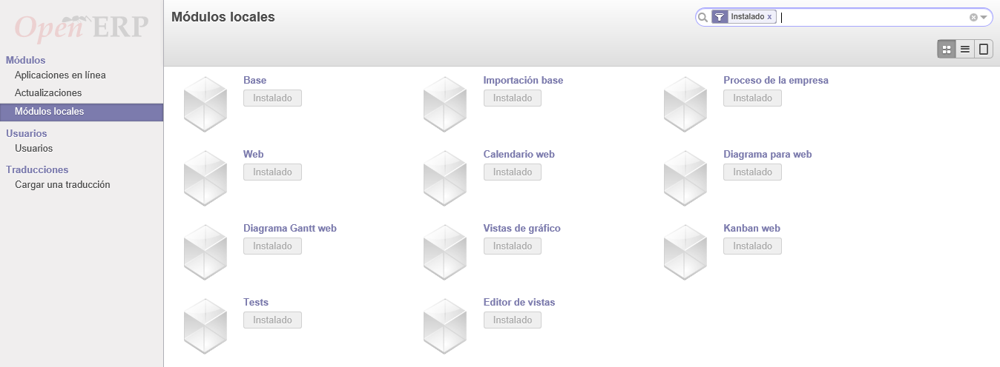 Open ERP
Módulos
Aplicaciones en línea
Actualizaciones
Módulos locales
Usuarios
Usuarios
Traducciones
Cargar una traducción
Módulos locales
Instalado x
Base
Instalado
Importación base
Instalado
Proceso de la empresa
Instalado
Web
Instalado
Calendario web
Instalado
Diagrama para web
Instalado
Diagrama Gantt web
Instalado
Vistas de gráfico
Instalado
Kanban web
Instalado
Tests
Instalado
Editor de vistas
Instalado